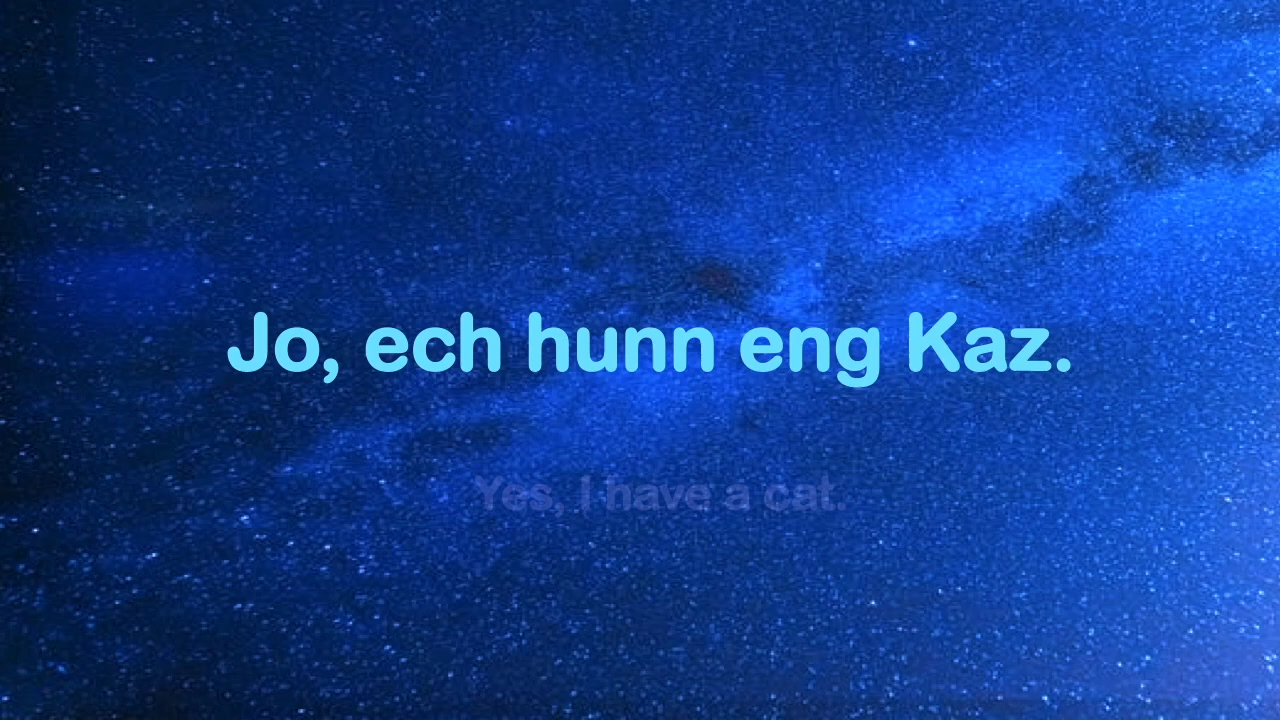 Jo, ech hunn eng Kaz.
Yes, I have a cat.